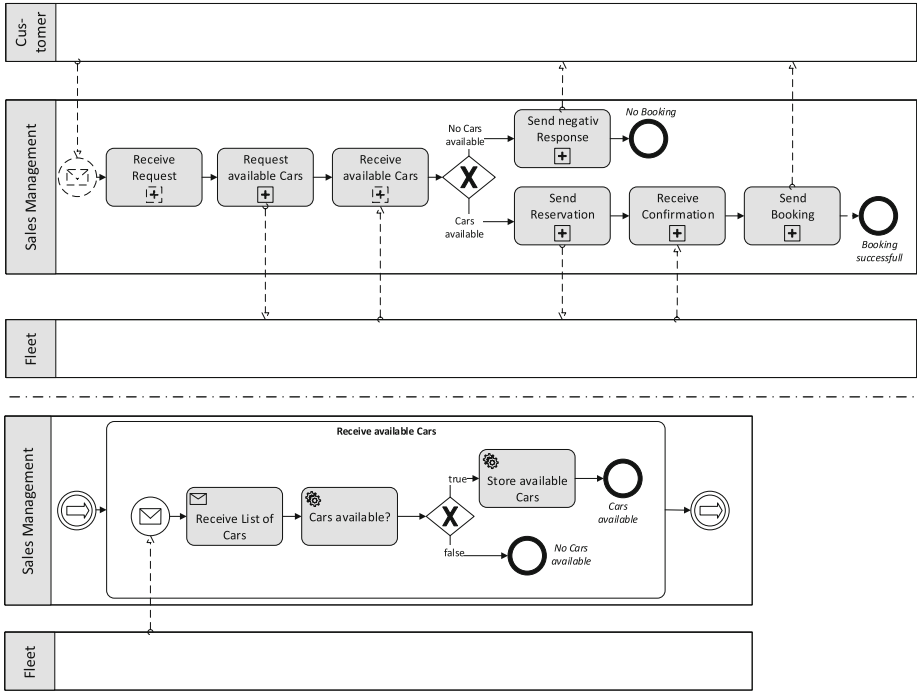 Cus-
tomer
Sales Management
Receive
Request
Request
available Cars
Receive
available Cars
No Cars
available
Cars
available
Send negativ
Response
No Booking
Send
Reservation
Receive
Confirmation
Send
Booking
Booking
successfull
Fleet
Sales Management
Receive available Cars
Receive List of
Cars
Cars available?
true
false
Store available
Cars
Cars
available
No Cars
available
Fleet